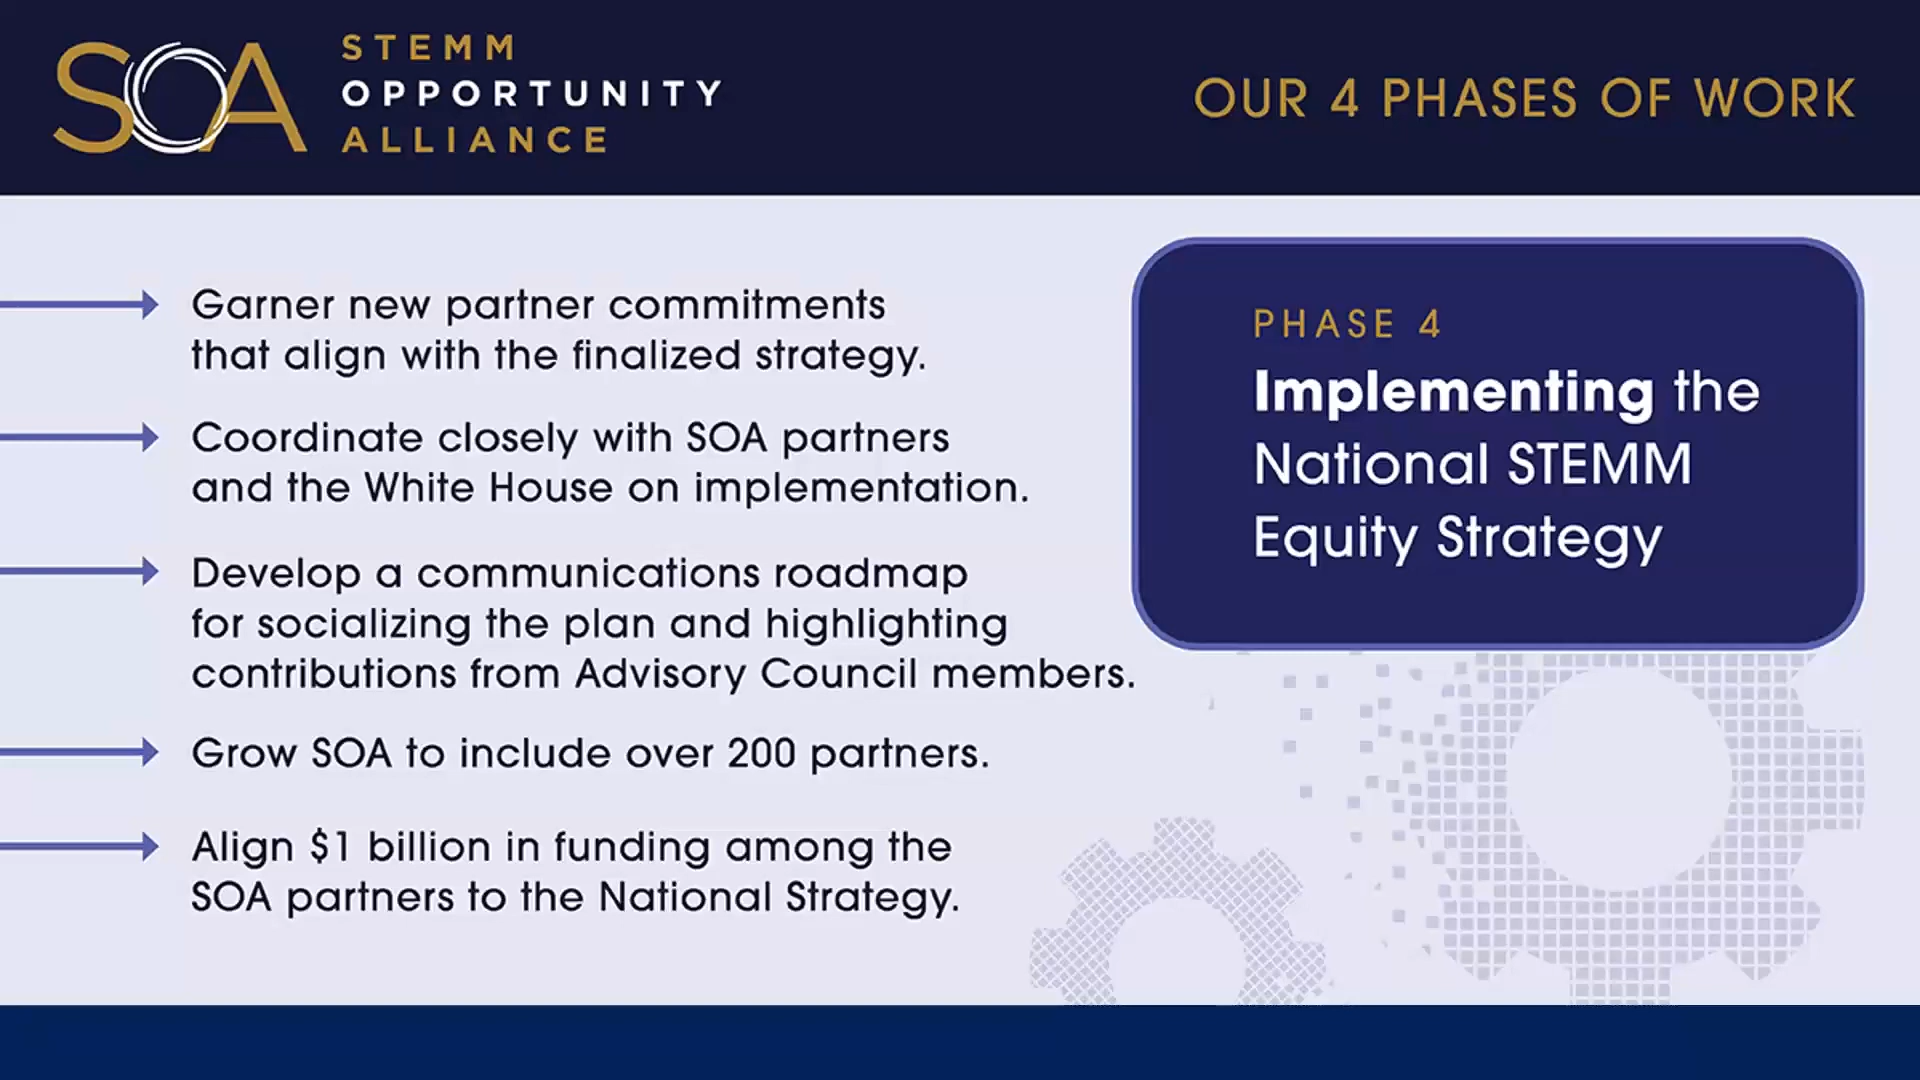 SOA
STEMM
OPPORTUNITY
ALLIANCE
OUR 4 PHASES OF WORK
Garner new partner commitments
that align with the finalized strategy.
Coordinate closely with SOA partners
and the White House on implementation.
Develop a communications roadmap
for socializing the plan and highlighting
contributions from Advisory Council members.
Grow SOA to include over 200 partners.
Align $1 billion in funding among the
SOA partners to the National Strategy.
PHASE 4
Implementing the
National STEMM
Equity Strategy